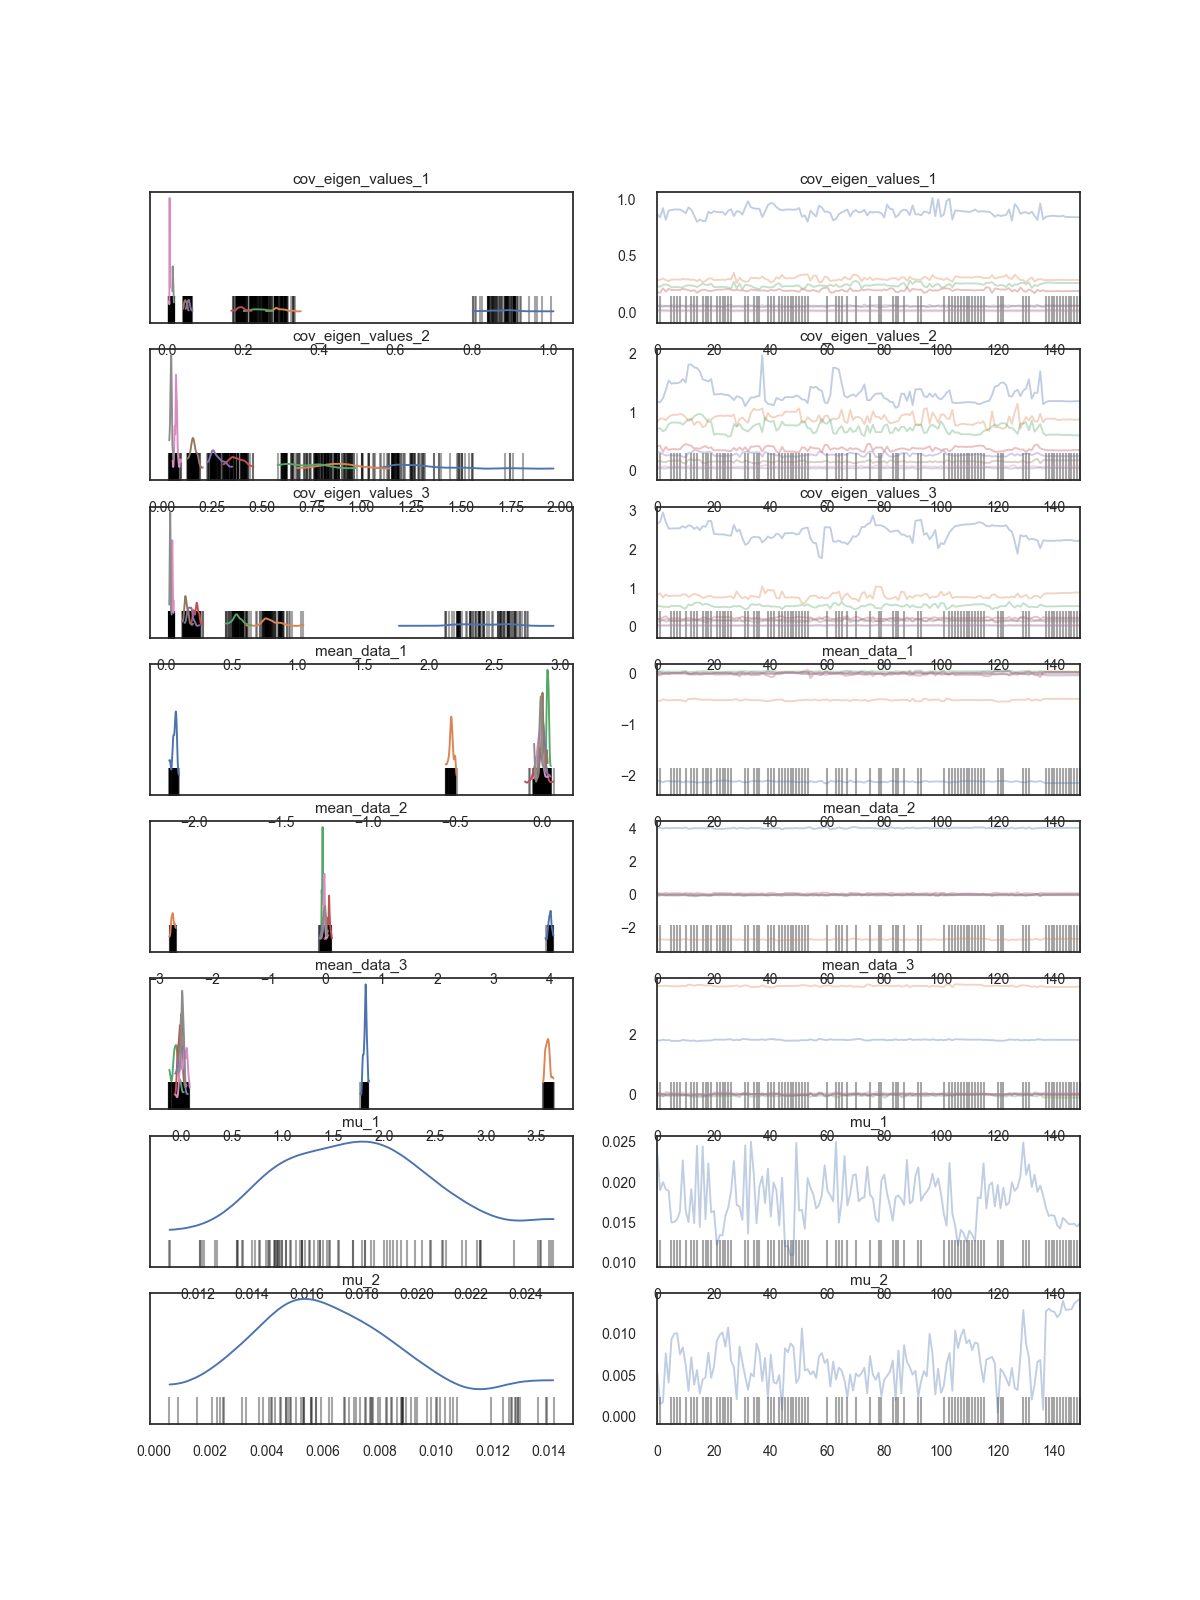 cov_eigen_values_1 cov_eigen_values_1
1.0
0.5
0.0
0.0 0.2 0.4 0.6 0.8 1.0 0 20 40 60 80 100 120 140
cov_eigen_values_2 cov_eigen_values_2
2
1
0
0.00 0.25 0.50 0.75 1.00 1.25 1.50 1.75 2.00 0 20 40 60 80 100 120 140
cov_eigen_values_3 cov_eigen_values_3
3
2
1
0
0.0 0.5 1.0 1.5 2.0 2.5 3.0 0 20 40 60 80 100 120 140
mean_data_1 mean_data_1
0
−1
−2
−2.0 −1.5 −1.0 −0.5 0.0 0 20 40 60 80 100 120 140
mean_data_2 mean_data_2
4
2
0
−2
−3 −2 −1 0 1 2 3 4 0 20 40 60 80 100 120 140
mean_data_3 mean_data_3
2
0
0.0 0.5 1.0 1.5 2.0 2.5 3.0 3.5 0 20 40 60 80 100 120 140
mu_1 mu_1
0.025
0.020
0.015
0.010
0.012 0.014 0.016 0.018 0.020 0.022 0.024 0 20 40 60 80 100 120 140
mu_2 mu_2
0.010
0.005
0.000
0.000 0.002 0.004 0.006 0.008 0.010 0.012 0.014 0 20 40 60 80 100 120 140